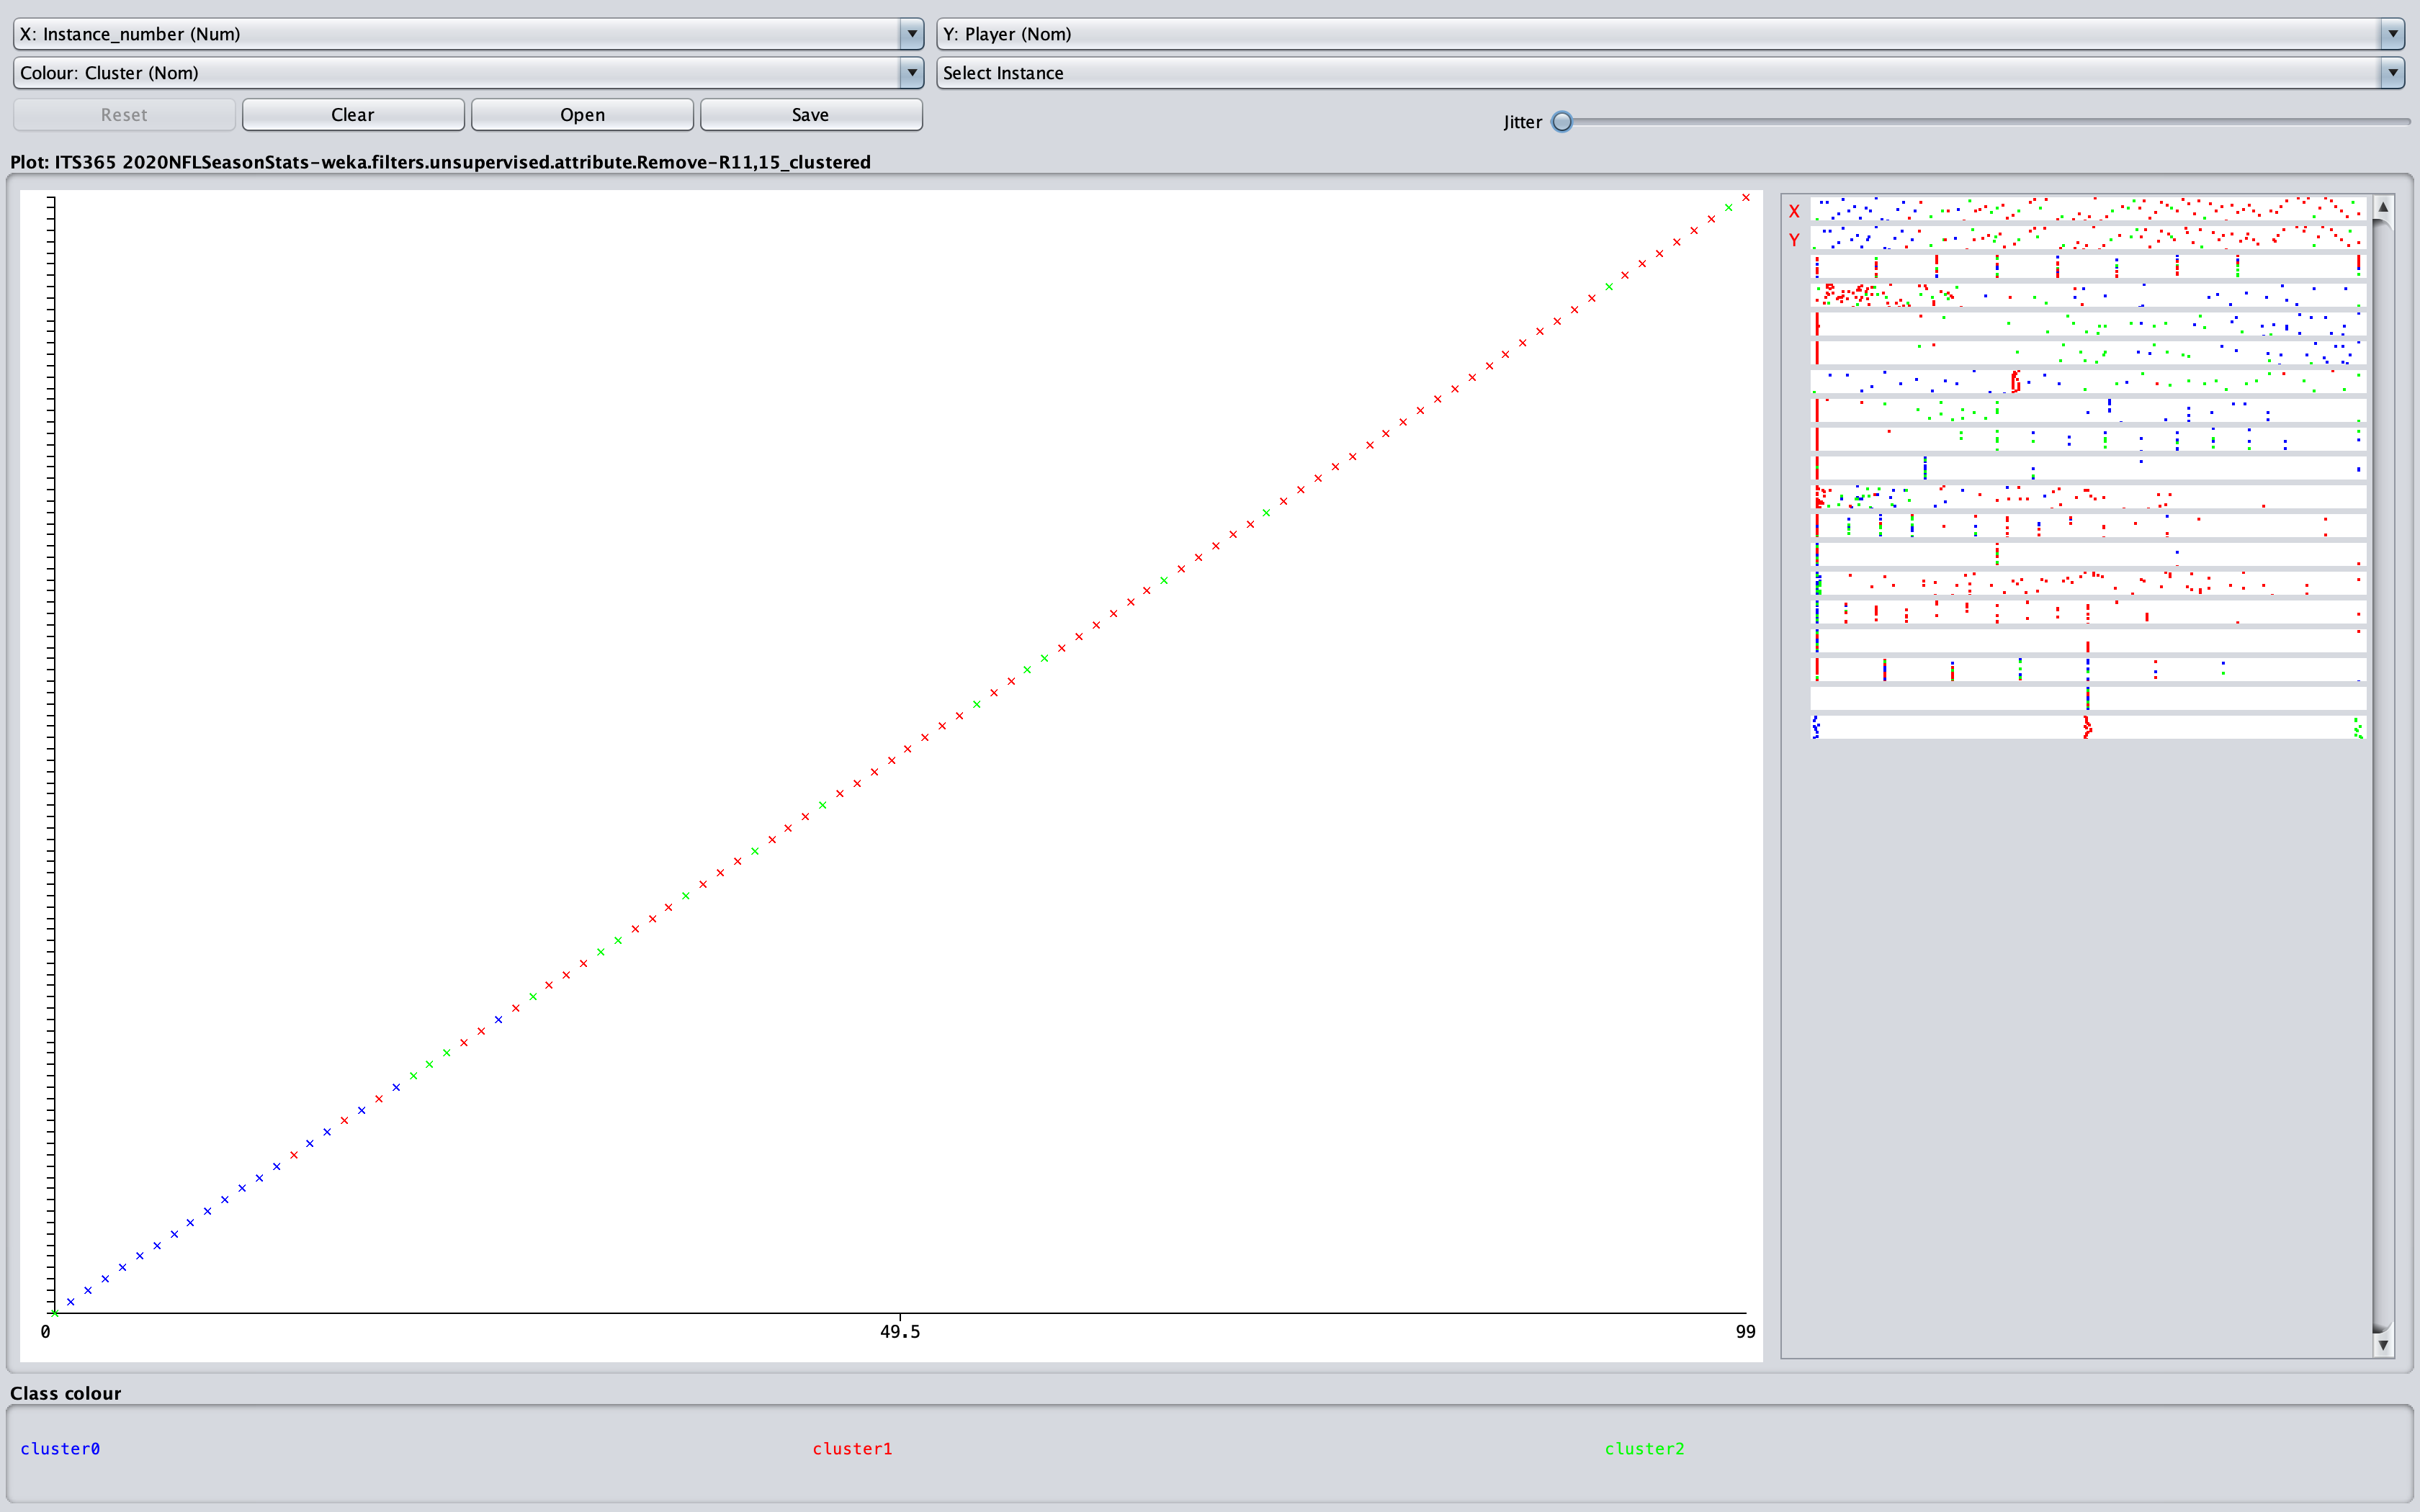 X: Instance_number (Num) Y: Player (Nom)
Colour: Cluster (Nom) Select Instance
Reset Clear Open Save Jitter
Plot: ITS365 2020NFLSeasonStats-weka.filters.unsupervised.attribute.Remove-R11,15_clustered
X
Y
0 49.5 99
Class colour
cluster0 cluster1 cluster2